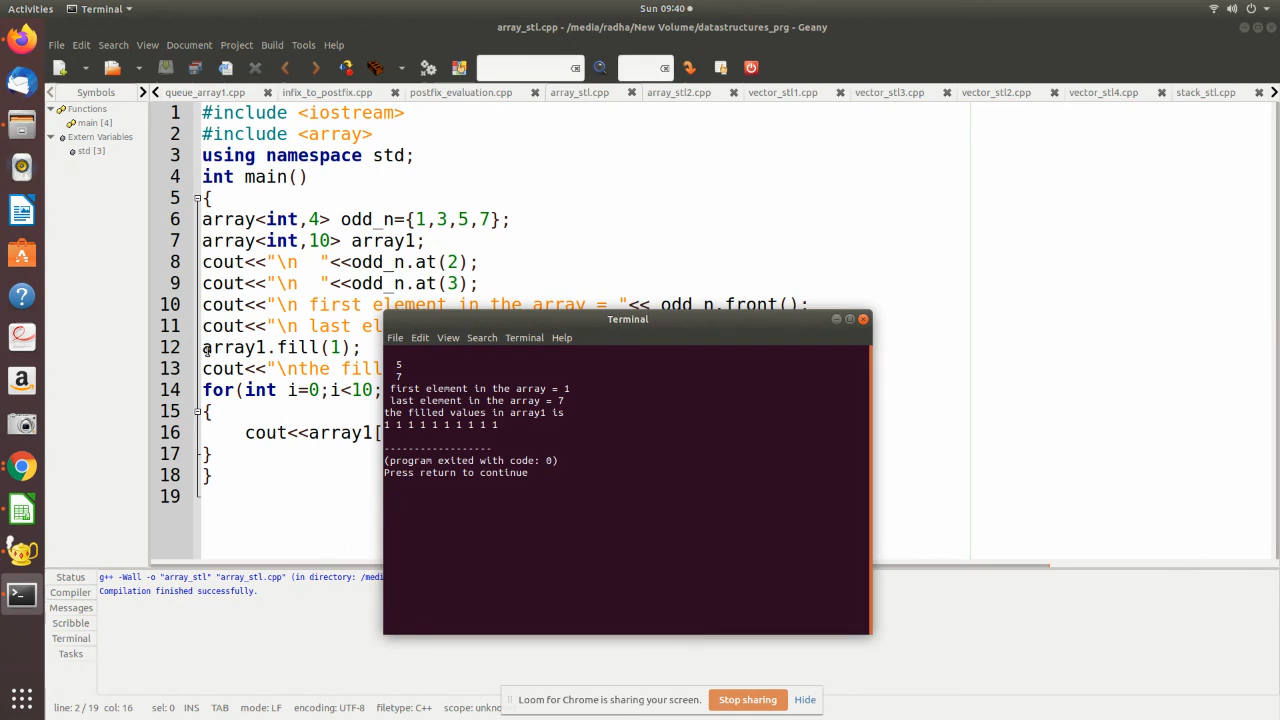 Activities Terminal Sun 09:40
array_stl.cpp - /media/radha/New Volume/datastructures_prg - Geany
File Edit Search View Document Project Build Tools Help
Symbols queue_array1.cpp infix_to_postfix.cpp postfix_evaluation.cpp array_stl.cpp array_stl2.cpp vector_stl1.cpp vector_stl3.cpp vector_stl2.cpp vector_stl4.cpp stack_stl.cpp
Functions
main [4]
Extern Variables
std [3]
1 #include <iostream>
2 #include <array>
3 using namespace std;
4 int main()
5 {
6 array<int,4> odd_n={1,3,5,7};
7 array<int,10> array1;
8 cout<<"\n  "<<odd_n.at(2);
9 cout<<"\n  "<<odd_n.at(3);
10 cout<<"\n first element in the array = "<< odd_n.front();
11 cout<<"\n last el
12 array1.fill(1);
13 cout<<"\nthe fill
14 for(int i=0;i<10;
15 {
16 cout<<array1[
17 }
18 }
19
Terminal
File Edit View Search Terminal Help
5
7
first element in the array = 1
last element in the array = 7
the filled values in array1 is
1 1 1 1 1 1 1 1 1 1
------------------
(program exited with code: 0)
Press return to continue
Status
Compiler
Messages
Scribble
Terminal
Tasks
g++ -Wall -o "array_stl" "array_stl.cpp" (in directory: /medi
Compilation finished successfully.
Loom for Chrome is sharing your screen. Stop sharing Hide
line: 2 / 19 col: 16 sel: 0 INS TAB mode: LF encoding: UTF-8 filetype: C++ scope: unkno